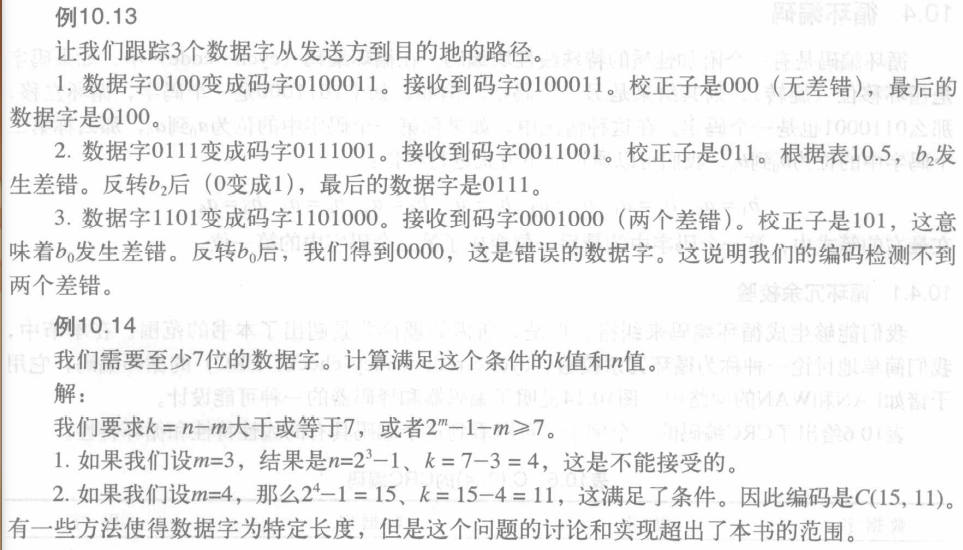 例10.13
让我们跟踪3个数据字从发送方到目的地的路径。
1. 数据字0100变成码字0100011。接收到码字0100011。校正子是000（无差错），最后的
数据字是0100。
2. 数据字0111变成码字0111001。接收到码字0011001。校正子是011。根据表10.5，b₂发
生差错。反转b₂后（0变成1），最后的数据字是0111。
3. 数据字1101变成码字1101000。接收到码字0001000（两个差错）。校正子是101，这意
味着b₀发生差错。反转b₀后，我们得到0000，这是错误的数据字。这说明我们的编码检测不到
两个差错。
例10.14
我们需要至少7位的数据字。计算满足这个条件的k值和n值。
解：
我们要求k = n−m大于或等于7，或者2ᵐ−1−m≥7。
1. 如果我们设m=3，结果是n=2³−1、k = 7−3 = 4，这是不能接受的。
2. 如果我们设m=4，那么2⁴−1 = 15、k = 15−4 = 11，这满足了条件。因此编码是C(15, 11)。
有一些方法使得数据字为特定长度，但是这个问题的讨论和实现超出了本书的范围。